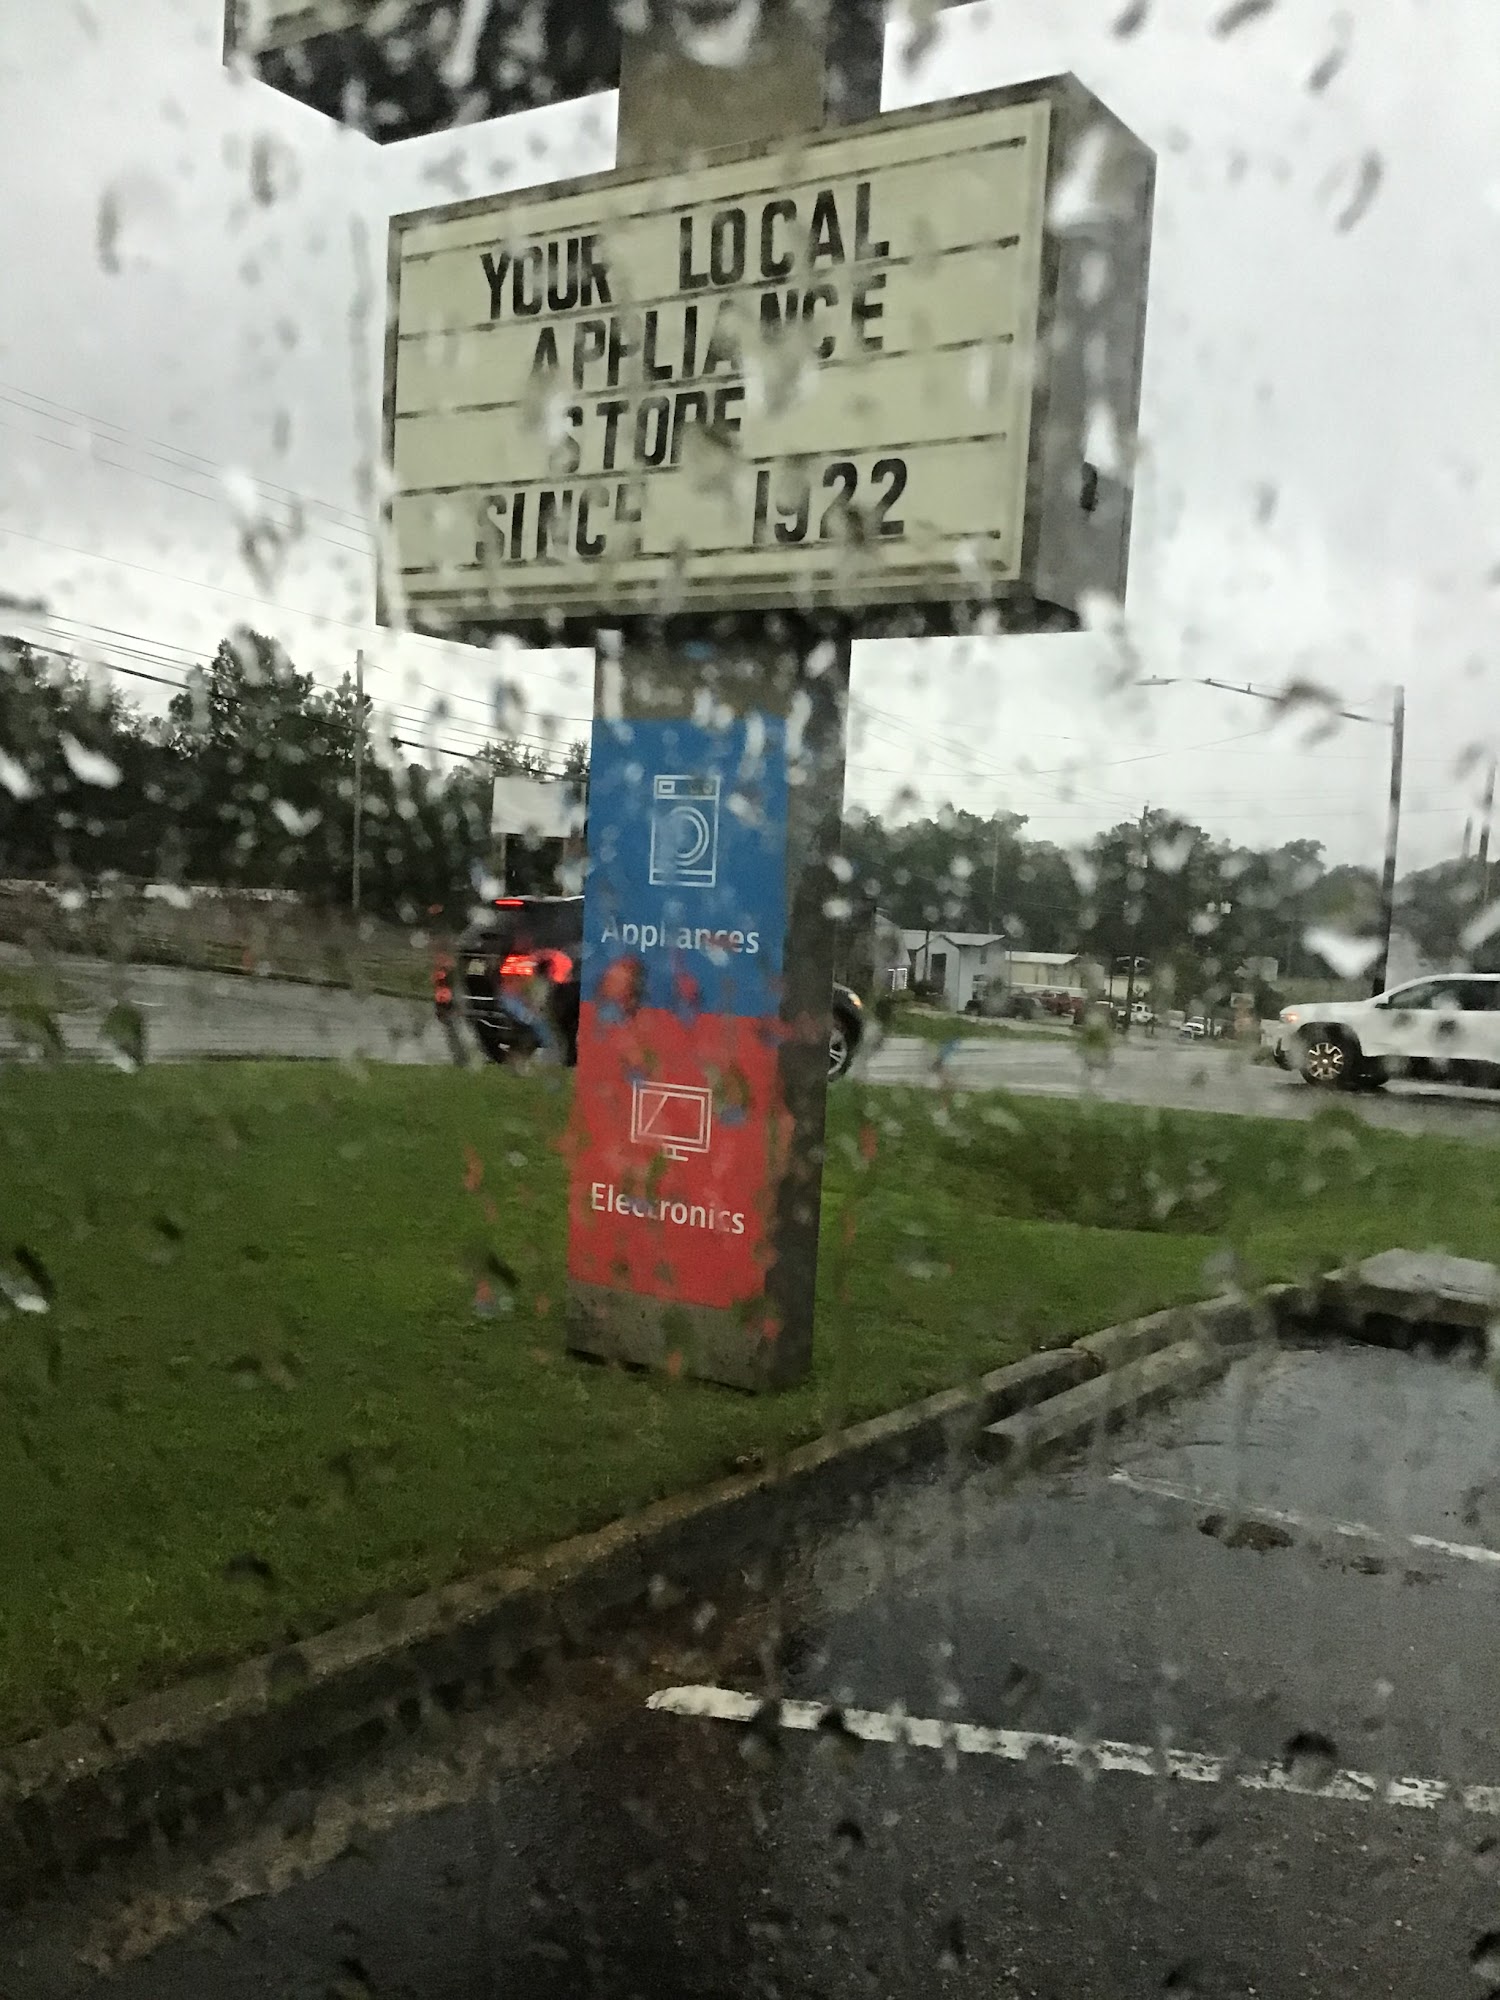 YOUR LOCAL
APPLIANCE
STORE
SINCE 1922
Appliances
Electronics